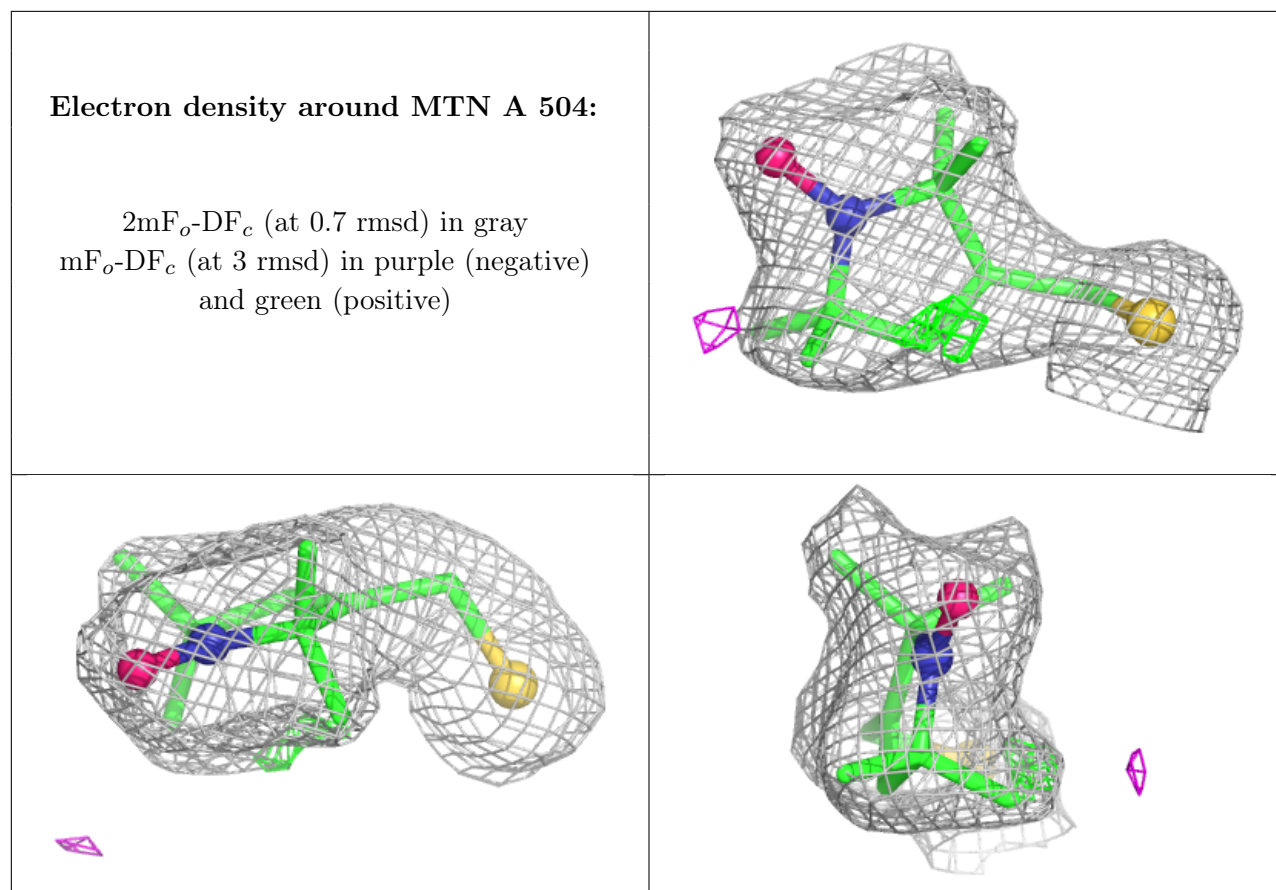 Electron density around MTN A 504:
2mFo-DFc (at 0.7 rmsd) in gray
mFo-DFc (at 3 rmsd) in purple (negative)
and green (positive)